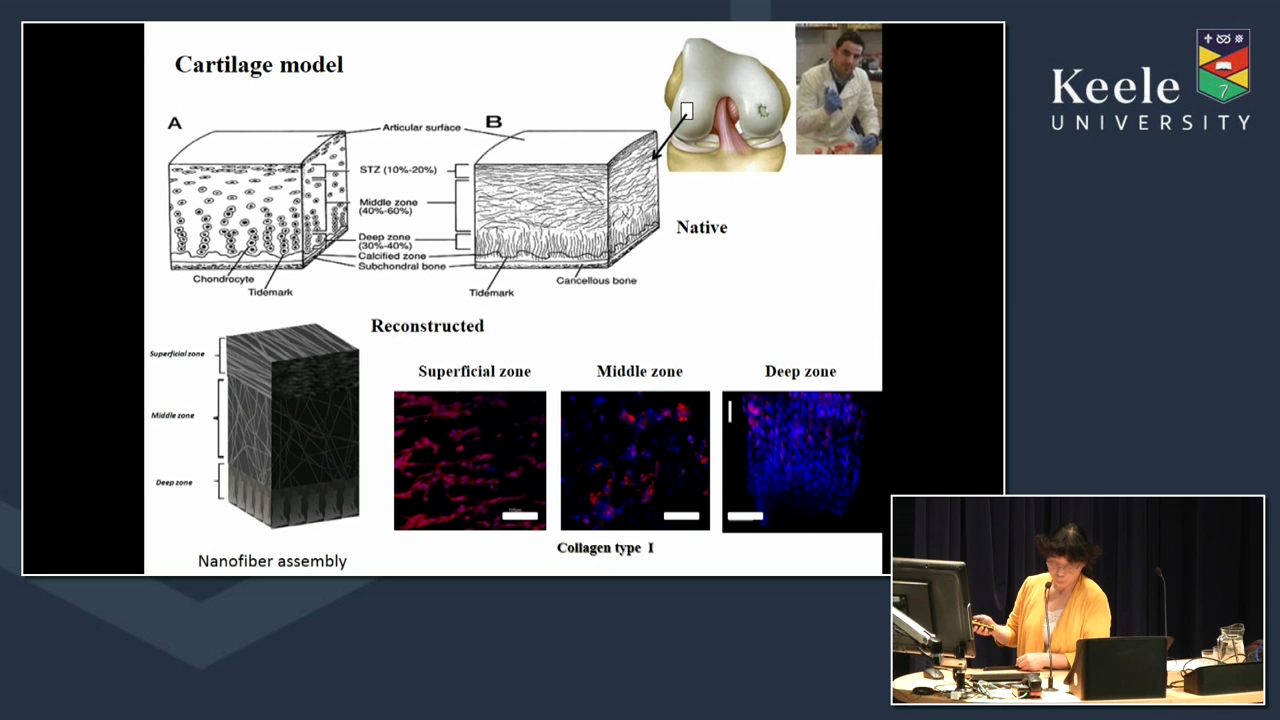 Cartilage model
A
B
Articular surface
STZ (10%-20%)
Middle zone
(40%-60%)
Deep zone
(30%-40%)
Calcified zone
Subchondral bone
Chondrocyte
Tidemark
Tidemark
Cancellous bone
Native
Reconstructed
Superficial zone
Middle zone
Deep zone
Superficial zone
Middle zone
Deep zone
Collagen type I
Nanofiber assembly
Keele
UNIVERSITY